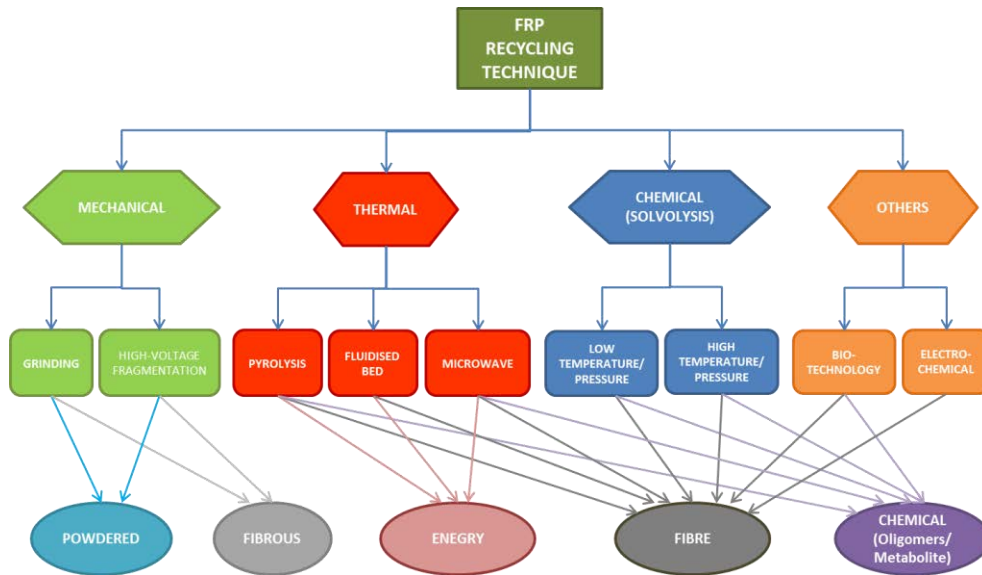 FRP
RECYCLING
TECHNIQUE
MECHANICAL
THERMAL
CHEMICAL
(SOLVOLYSIS)
OTHERS
GRINDING
HIGH-VOLTAGE
FRAGMENTATION
PYROLYSIS
FLUIDISED
BED
MICROWAVE
LOW
TEMPERATURE/
PRESSURE
HIGH
TEMPERATURE/
PRESSURE
BIO-
TECHNOLOGY
ELECTRO-
CHEMICAL
POWDERED
FIBROUS
ENEGRY
FIBRE
CHEMICAL
(Oligomers/
Metabolite)